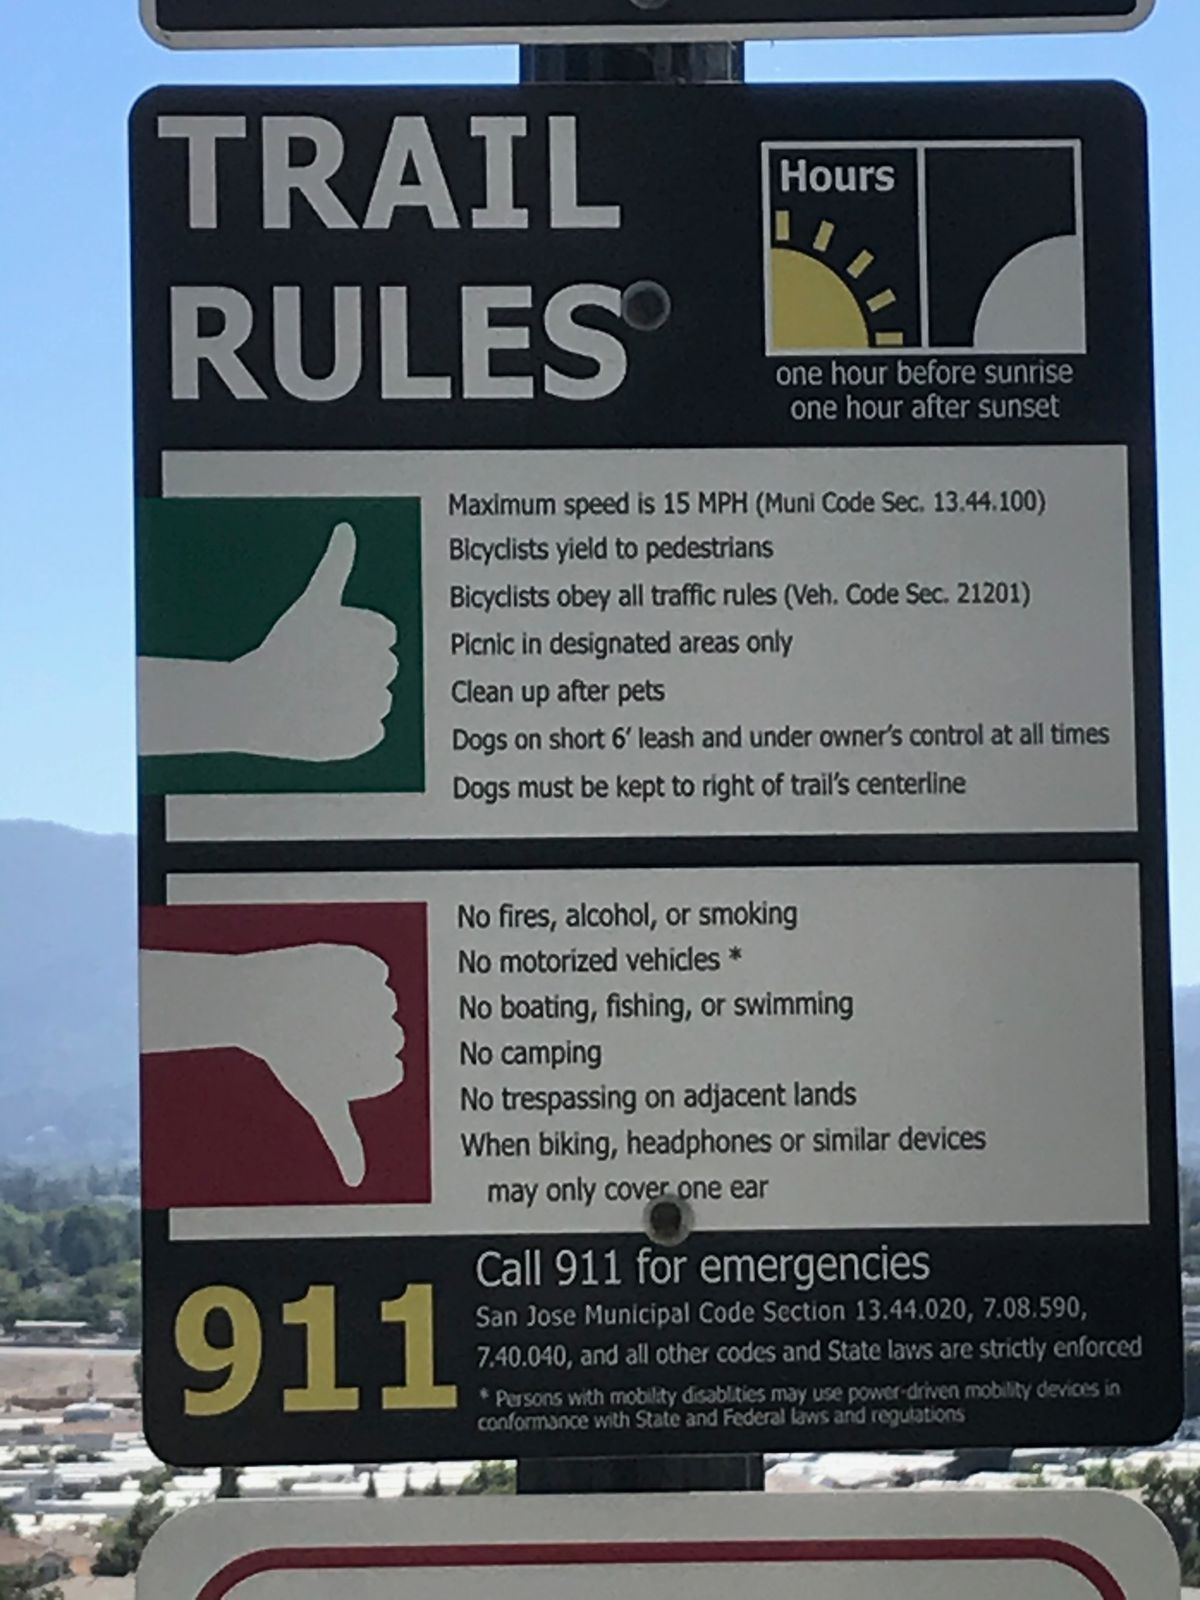 TRAIL
RULES
Hours
one hour before sunrise
one hour after sunset
Maximum speed is 15 MPH (Muni Code Sec. 13.44.100)
Bicyclists yield to pedestrians
Bicyclists obey all traffic rules (Veh. Code Sec. 21201)
Picnic in designated areas only
Clean up after pets
Dogs on short 6' leash and under owner's control at all times
Dogs must be kept to right of trail's centerline
No fires, alcohol, or smoking
No motorized vehicles *
No boating, fishing, or swimming
No camping
No trespassing on adjacent lands
When biking, headphones or similar devices
may only cover one ear
911
Call 911 for emergencies
San Jose Municipal Code Section 13.44.020, 7.08.590,
7.40.040, and all other codes and State laws are strictly enforced
* Persons with mobility disablities may use power-driven mobility devices in
conformance with State and Federal laws and regulations